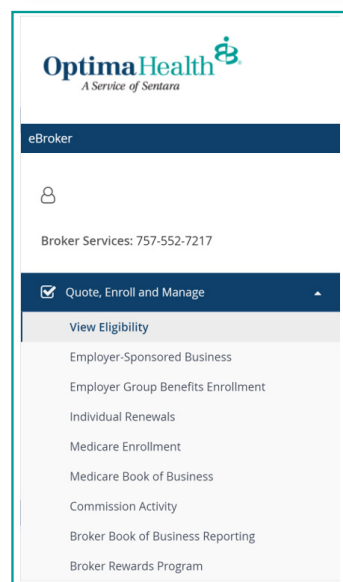 OptimaHealth
A Service of Sentara
eBroker
Broker Services: 757-552-7217
Quote, Enroll and Manage
View Eligibility
Employer-Sponsored Business
Employer Group Benefits Enrollment
Individual Renewals
Medicare Enrollment
Medicare Book of Business
Commission Activity
Broker Book of Business Reporting
Broker Rewards Program